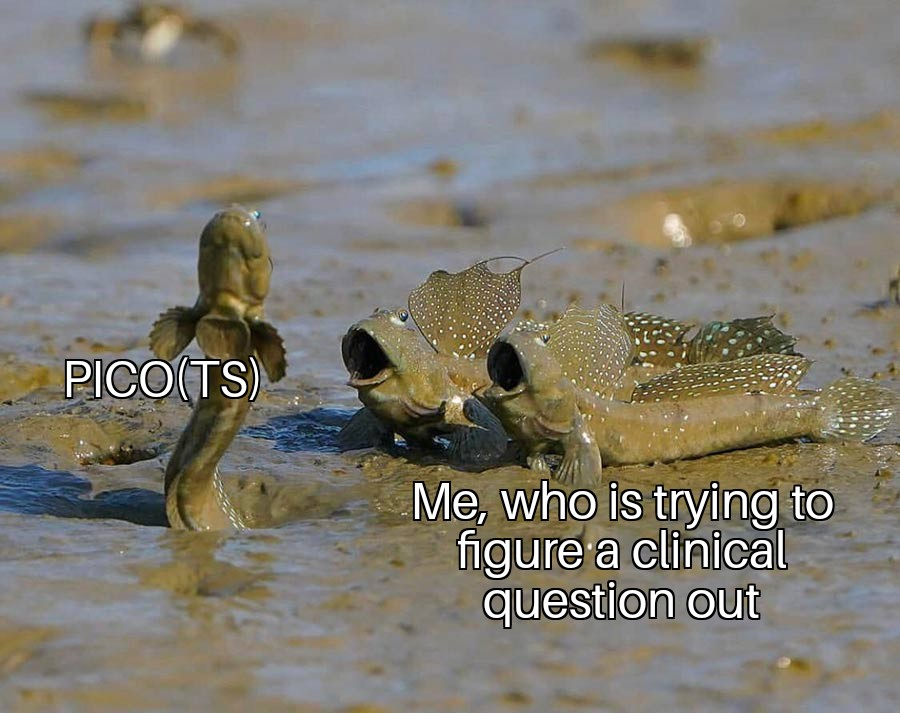 PICO(TS)
Me, who is trying to
figure a clinical
question out